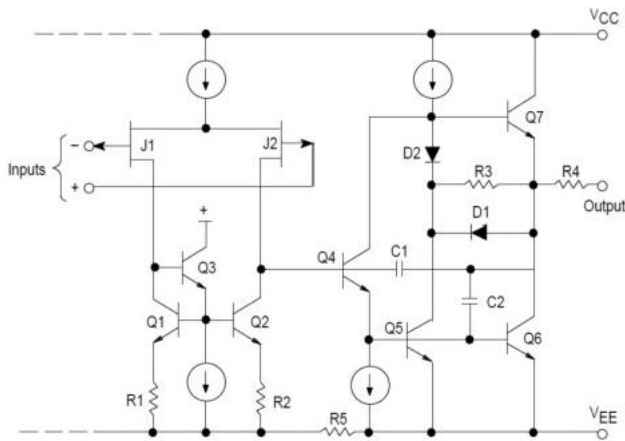 VCC
Q7
J1
J2
Inputs
−
+
D2
R3
R4
Output
D1
+
Q3
Q4
C1
Q1
Q2
Q5
C2
Q6
R1
R2
R5
VEE